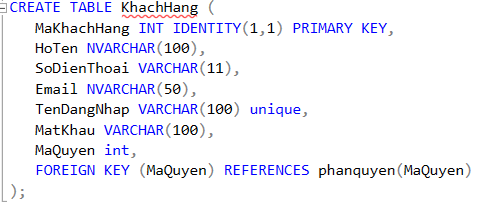 CREATE TABLE KhachHang (
MaKhachHang INT IDENTITY(1,1) PRIMARY KEY,
HoTen NVARCHAR(100),
SoDienThoai VARCHAR(11),
Email NVARCHAR(50),
TenDangNhap VARCHAR(100) unique,
MatKhau VARCHAR(100),
MaQuyen int,
FOREIGN KEY (MaQuyen) REFERENCES phanquyen(MaQuyen)
);